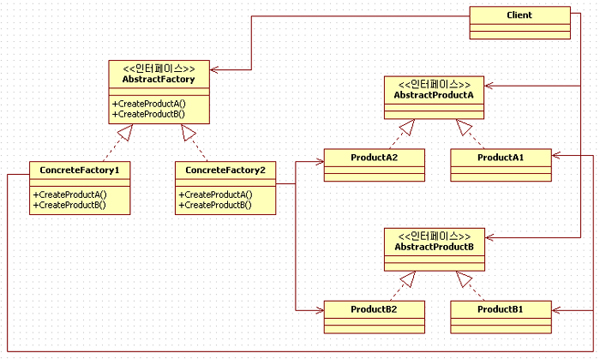 Client
<<인터페이스>>
AbstractFactory
+CreateProductA()
+CreateProductB()
<<인터페이스>>
AbstractProductA
ConcreteFactory1
+CreateProductA()
+CreateProductB()
ConcreteFactory2
+CreateProductA()
+CreateProductB()
ProductA2
ProductA1
<<인터페이스>>
AbstractProductB
ProductB2
ProductB1